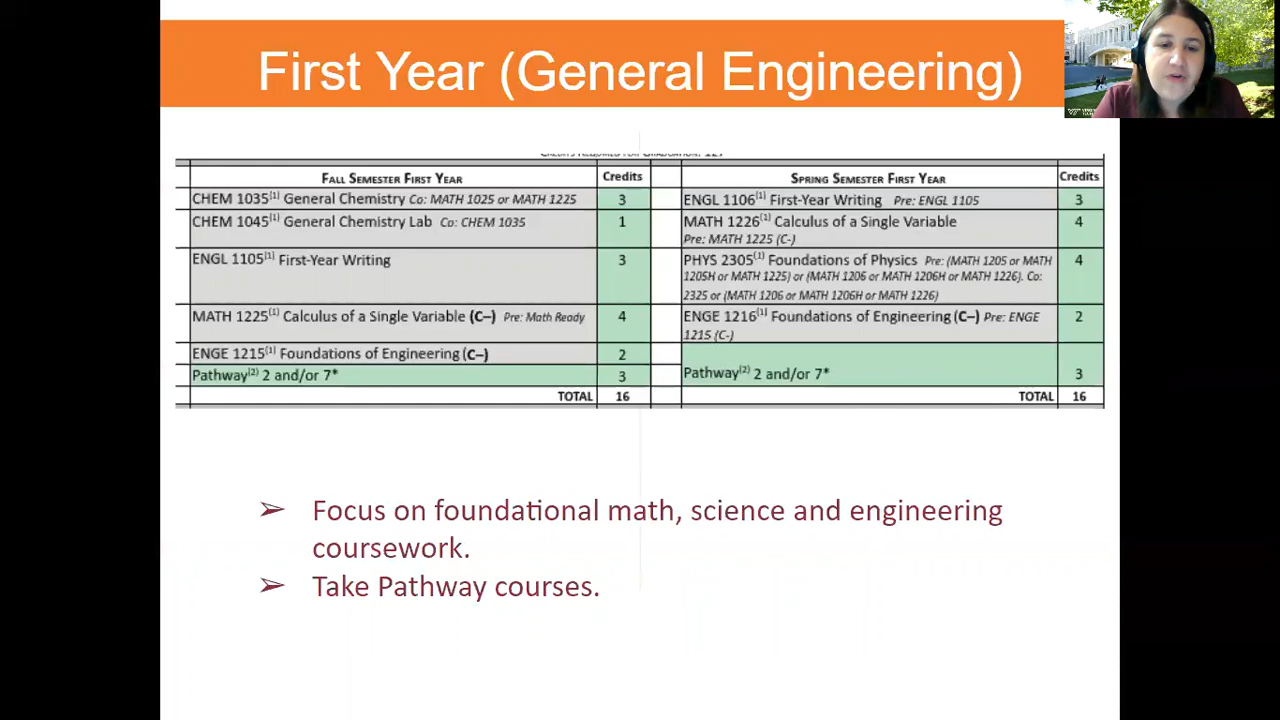 First Year (General Engineering)
CREDITS REQUIRED FOR GRADUATION: 127
FALL SEMESTER FIRST YEAR Credits SPRING SEMESTER FIRST YEAR Credits
CHEM 1035(1) General Chemistry Co: MATH 1025 or MATH 1225 3 ENGL 1106(1) First-Year Writing Pre: ENGL 1105 3
CHEM 1045(1) General Chemistry Lab Co: CHEM 1035 1 MATH 1226(1) Calculus of a Single Variable 4
Pre: MATH 1225 (C-)
ENGL 1105(1) First-Year Writing 3 PHYS 2305(1) Foundations of Physics Pre: (MATH 1205 or MATH 4
1205H or MATH 1225) or (MATH 1206 or MATH 1206H or MATH 1226). Co:
2325 or (MATH 1206 or MATH 1206H or MATH 1226)
MATH 1225(1) Calculus of a Single Variable (C–) Pre: Math Ready 4 ENGE 1216(1) Foundations of Engineering (C–) Pre: ENGE 2
1215 (C-)
ENGE 1215(1) Foundations of Engineering (C–) 2
Pathway(2) 2 and/or 7* 3 Pathway(2) 2 and/or 7* 3
TOTAL 16 TOTAL 16
➢ Focus on foundational math, science and engineering
coursework.
➢ Take Pathway courses.